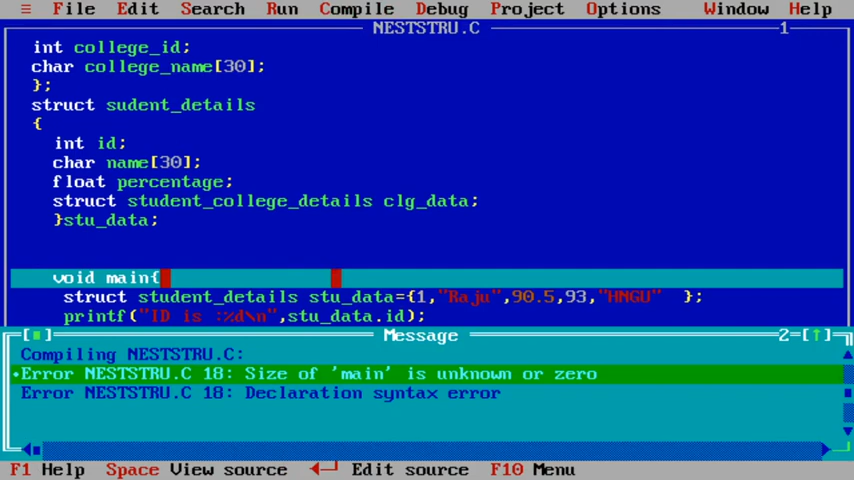 ≡ File Edit Search Run Compile Debug Project Options Window Help
NESTSTRU.C 1
int college_id;
char college_name[30];
};
struct sudent_details
{
int id;
char name[30];
float percentage;
struct student_college_details clg_data;
}stu_data;
void main{
struct student_details stu_data={1,"Raju",90.5,93,"HNGU" };
printf("ID is :%d\n",stu_data.id);
[■] Message 2=[↑]
Compiling NESTSTRU.C:
•Error NESTSTRU.C 18: Size of 'main' is unknown or zero
Error NESTSTRU.C 18: Declaration syntax error
F1 Help Space View source ←┘ Edit source F10 Menu